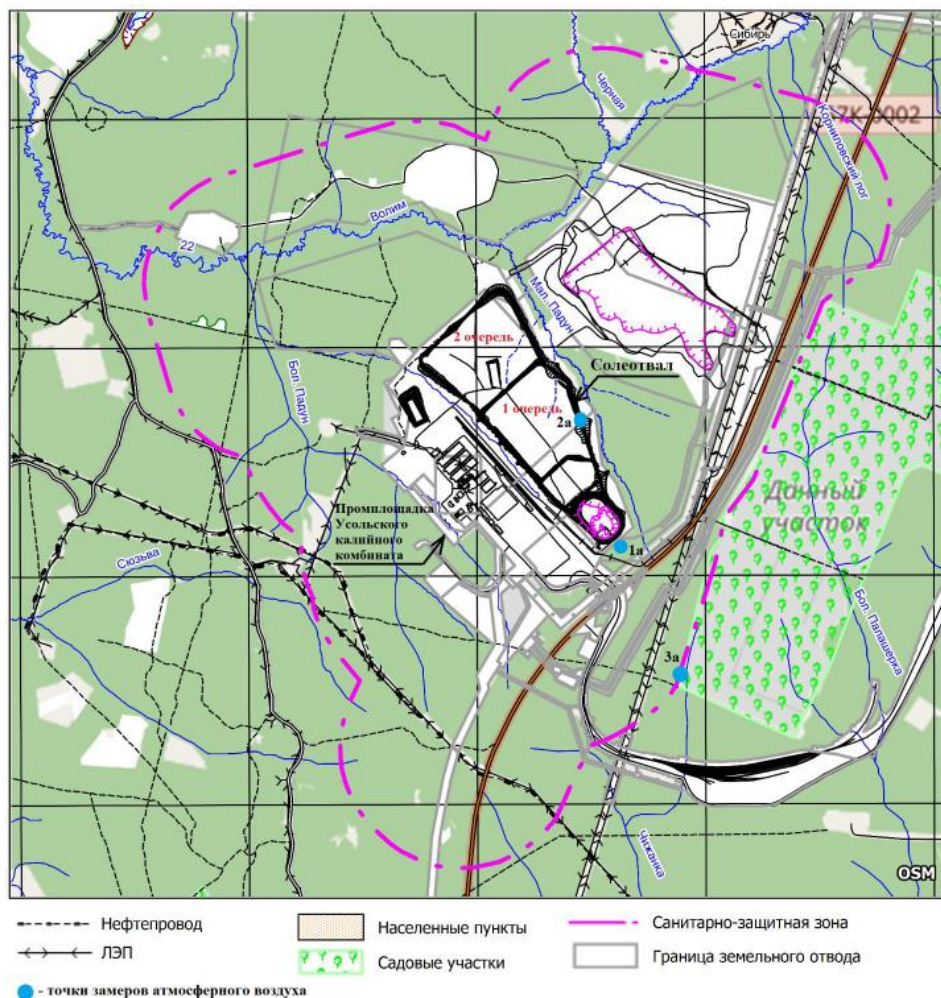 Сибирь
Черная
7К-0002
Корниловский лог
Волим
22
Мал. Падун
2 очередь
Солеотвал
1 очередь
2а
Бол. Падун
Данный
участок
Промплощадка
Усольского
калийного
комбината
1а
Сюзьва
3а
Бол. Папашерка
Чижанка
OSM
Нефтепровод
ЛЭП
Населенные пункты
Садовые участки
Санитарно-защитная зона
Граница земельного отвода
- точки замеров атмосферного воздуха